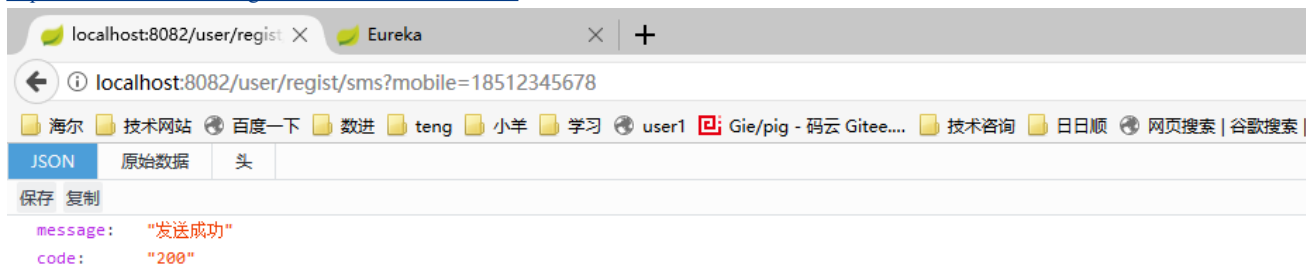 localhost:8082/user/regist
Eureka
localhost:8082/user/regist/sms?mobile=18512345678
海尔 技术网站 百度一下 数进 teng 小羊 学习 user1 Gie/pig - 码云 Gitee.... 技术咨询 日日顺 网页搜索 | 谷歌搜索 |
JSON 原始数据 头
保存 复制
message: "发送成功"
code: "200"